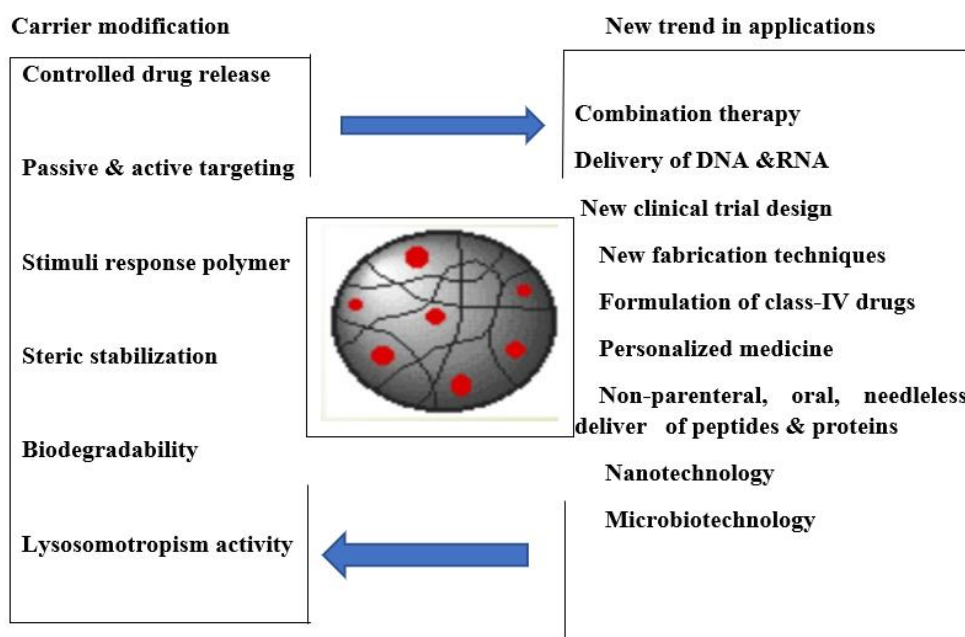 Carrier modification
Controlled drug release
Passive & active targeting
Stimuli response polymer
Steric stabilization
Biodegradability
Lysosomotropism activity
New trend in applications
Combination therapy
Delivery of DNA &RNA
New clinical trial design
New fabrication techniques
Formulation of class-IV drugs
Personalized medicine
Non-parenteral, oral, needleless
deliver of peptides & proteins
Nanotechnology
Microbiotechnology